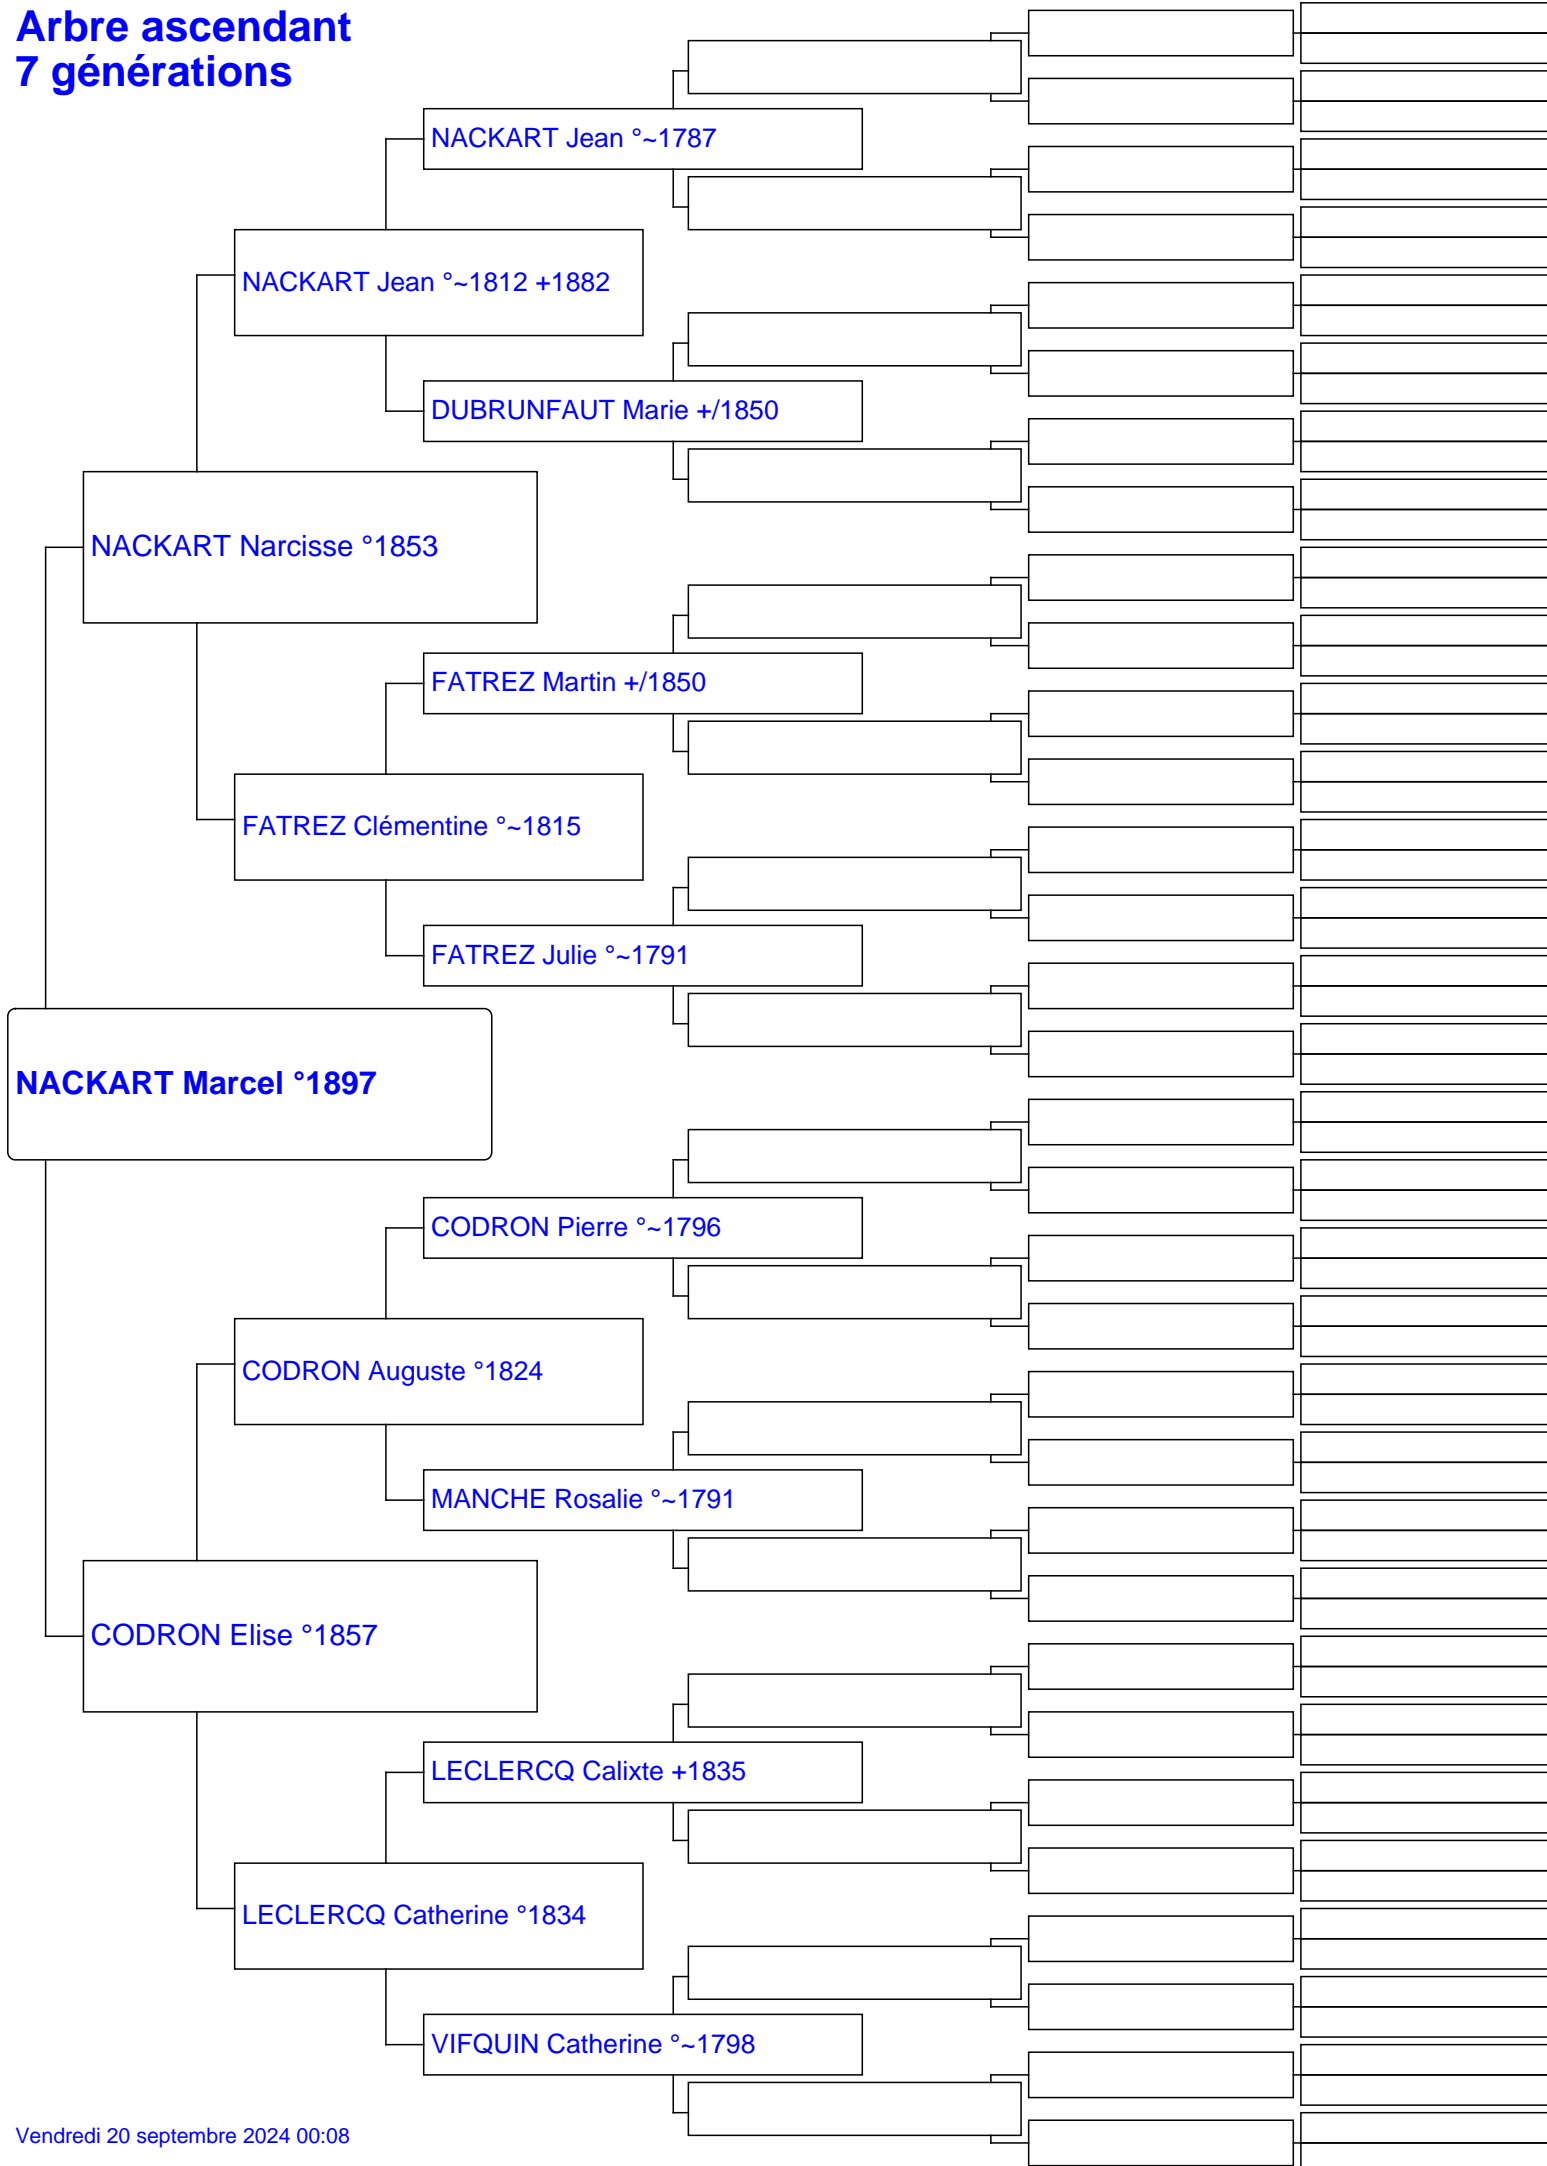 Arbre ascendant
7 générations
NACKART Jean °~1787
NACKART Jean °~1812 +1882
DUBRUNFAUT Marie +/1850
NACKART Narcisse °1853
FATREZ Martin +/1850
FATREZ Clémentine °~1815
FATREZ Julie °~1791
NACKART Marcel °1897
CODRON Pierre °~1796
CODRON Auguste °1824
MANCHE Rosalie °~1791
CODRON Elise °1857
LECLERCQ Calixte +1835
LECLERCQ Catherine °1834
VIFQUIN Catherine °~1798
Vendredi 20 septembre 2024 00:08